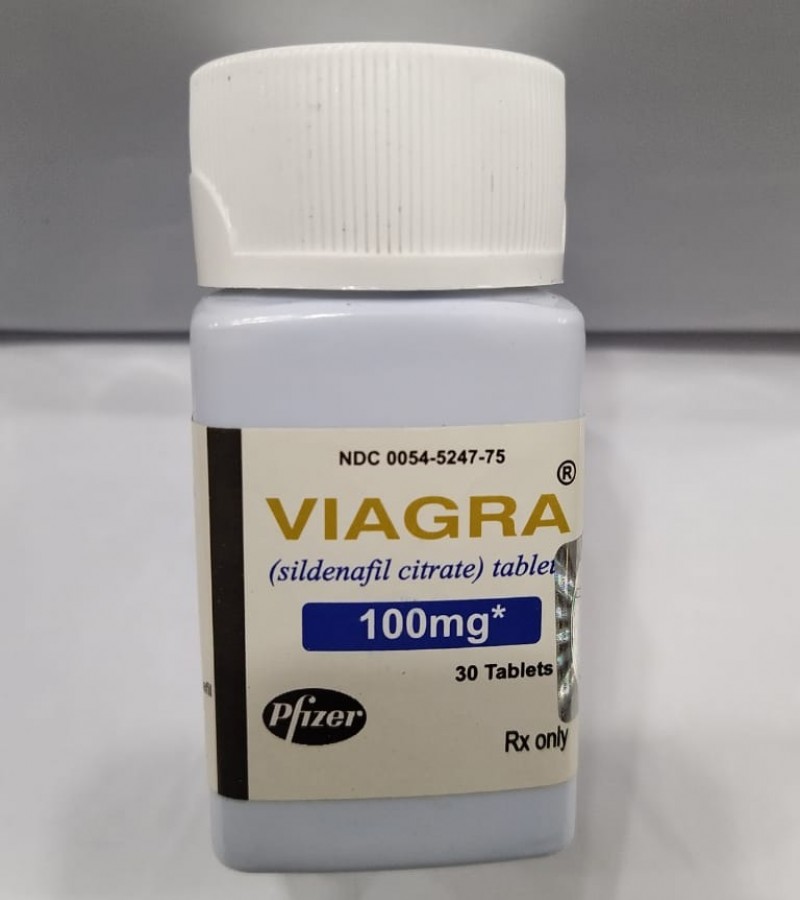 NDC 0054-5247-75
VIAGRA®
(sildenafil citrate) tablet
100mg*
30 Tablets
Pfizer
Rx only